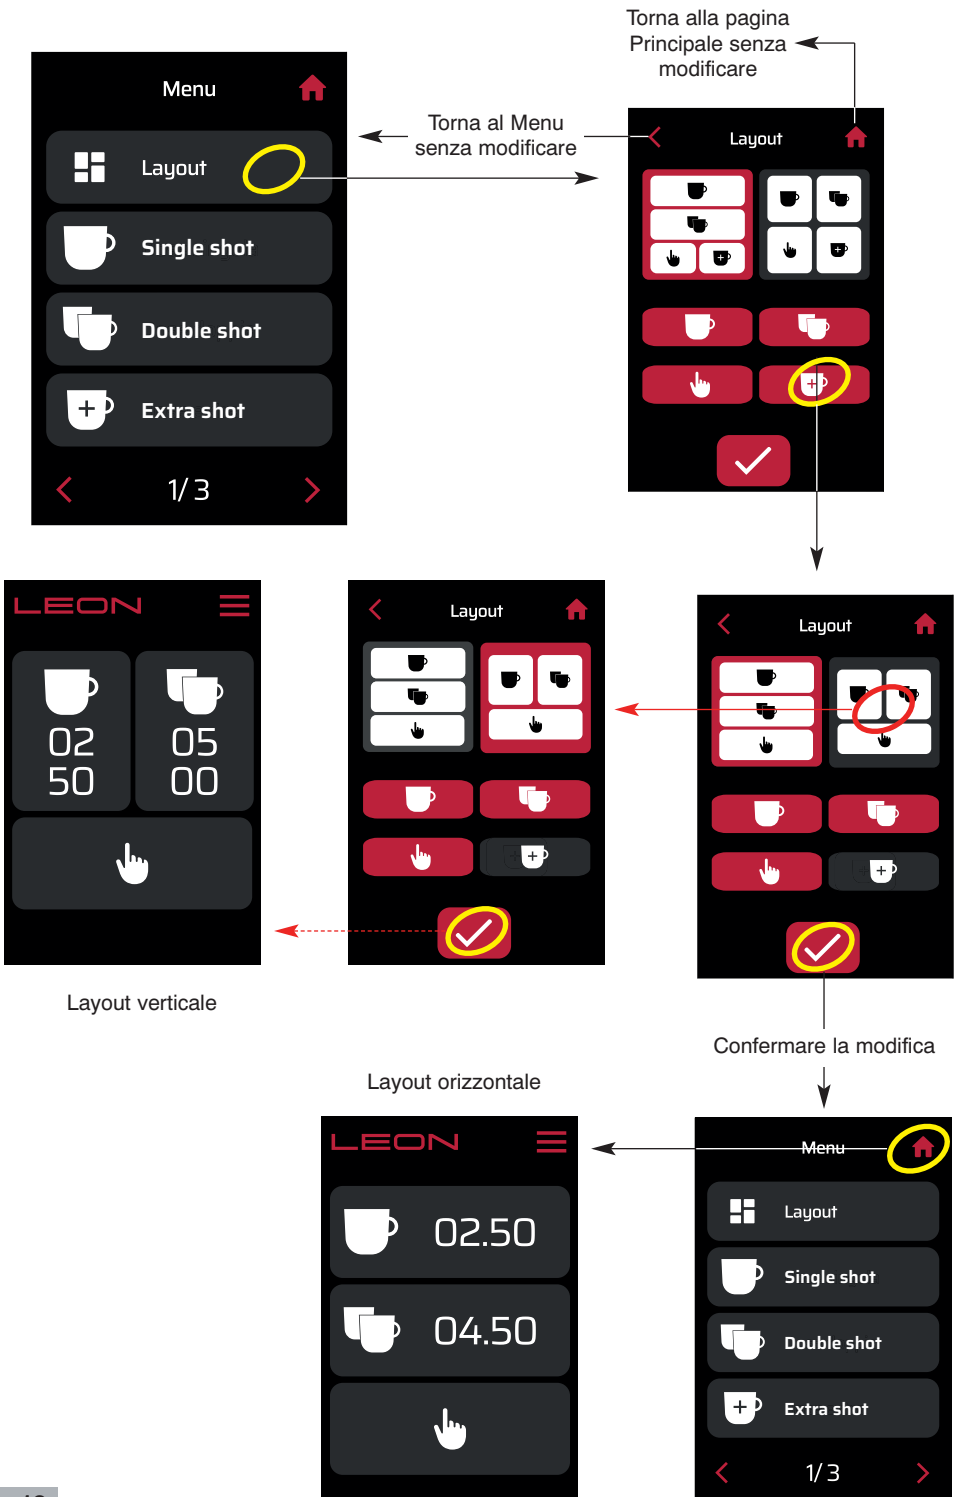 Torna alla pagina
Principale senza
modificare
Menu
Layout
Single shot
Double shot
Extra shot
1/3
Torna al Menu
senza modificare
Layout
LEON
02
50
05
00
Layout verticale
Layout
Layout
Confermare la modifica
Layout orizzontale
LEON
02.50
04.50
Menu
Layout
Single shot
Double shot
Extra shot
1/3